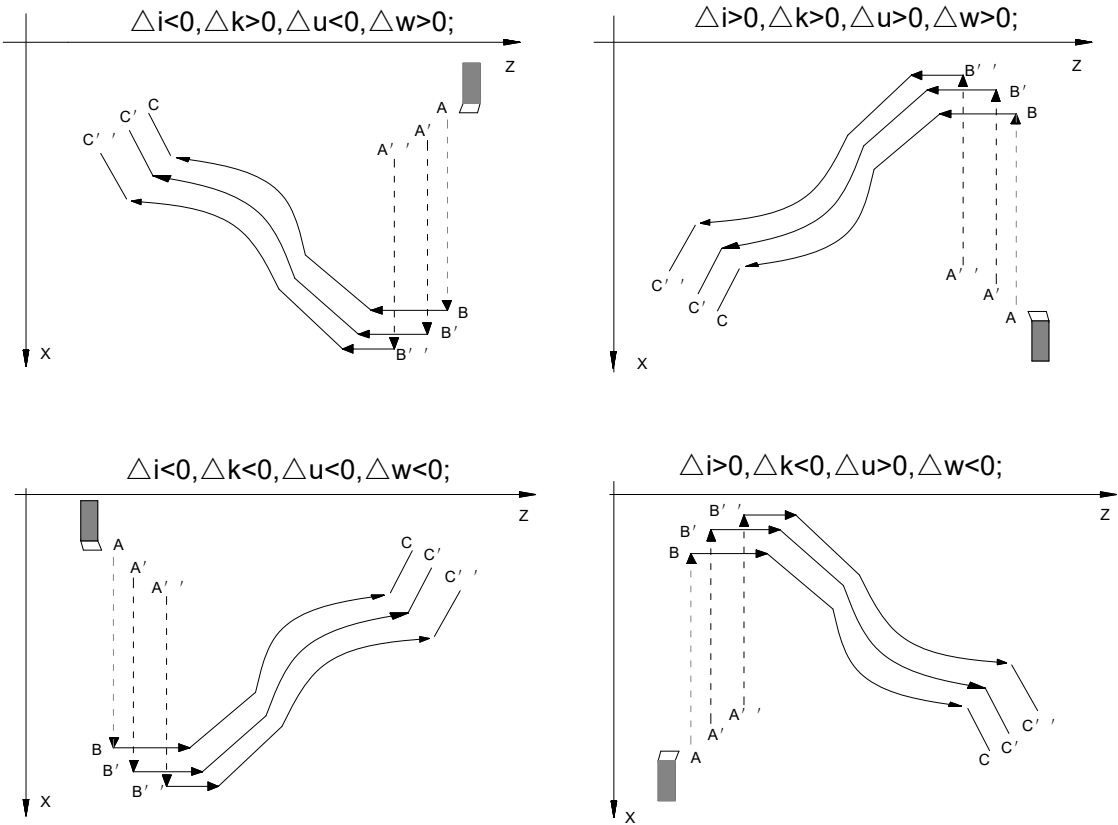 △i<0,△k>0,△u<0,△w>0;
Z
A
A′
A′ ′
C
C′
C′ ′
B
B′
B′ ′
X
△i>0,△k>0,△u>0,△w>0;
Z
B′ ′
B′
B
C′ ′
C′
C
A′ ′
A′
A
X
△i<0,△k<0,△u<0,△w<0;
Z
A
A′
A′ ′
C
C′
C′ ′
B
B′
B′ ′
X
△i>0,△k<0,△u>0,△w<0;
Z
B′ ′
B′
B
A′ ′
A′
A
C′ ′
C′
C
X